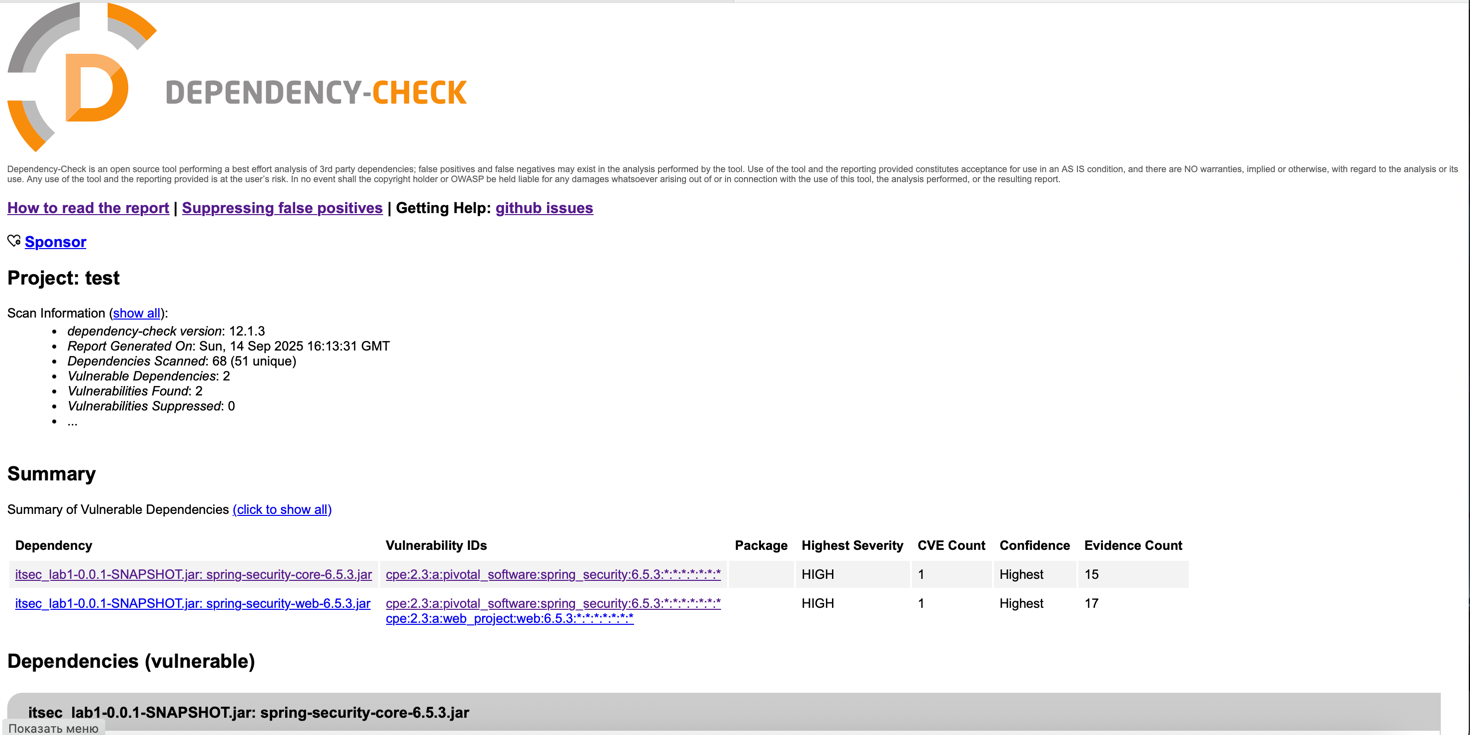 DEPENDENCY-CHECK
Dependency-Check is an open source tool performing a best effort analysis of 3rd party dependencies; false positives and false negatives may exist in the analysis performed by the tool. Use of the tool and the reporting provided constitutes acceptance for use in an AS IS condition, and there are NO warranties, implied or otherwise, with regard to the analysis or its
use. Any use of the tool and the reporting provided is at the user's risk. In no event shall the copyright holder or OWASP be held liable for any damages whatsoever arising out of or in connection with the use of this tool, the analysis performed, or the resulting report.
How to read the report | Suppressing false positives | Getting Help: github issues
Sponsor
Project: test
Scan Information (show all):
• dependency-check version: 12.1.3
• Report Generated On: Sun, 14 Sep 2025 16:13:31 GMT
• Dependencies Scanned: 68 (51 unique)
• Vulnerable Dependencies: 2
• Vulnerabilities Found: 2
• Vulnerabilities Suppressed: 0
• ...
Summary
Summary of Vulnerable Dependencies (click to show all)
Dependency Vulnerability IDs Package Highest Severity CVE Count Confidence Evidence Count
itsec_lab1-0.0.1-SNAPSHOT.jar: spring-security-core-6.5.3.jar cpe:2.3:a:pivotal_software:spring_security:6.5.3:*:*:*:*:*:*:* HIGH 1 Highest 15
itsec_lab1-0.0.1-SNAPSHOT.jar: spring-security-web-6.5.3.jar cpe:2.3:a:pivotal_software:spring_security:6.5.3:*:*:*:*:*:*:* HIGH 1 Highest 17
cpe:2.3:a:web_project:web:6.5.3:*:*:*:*:*:*:*
Dependencies (vulnerable)
itsec_lab1-0.0.1-SNAPSHOT.jar: spring-security-core-6.5.3.jar
Показать меню